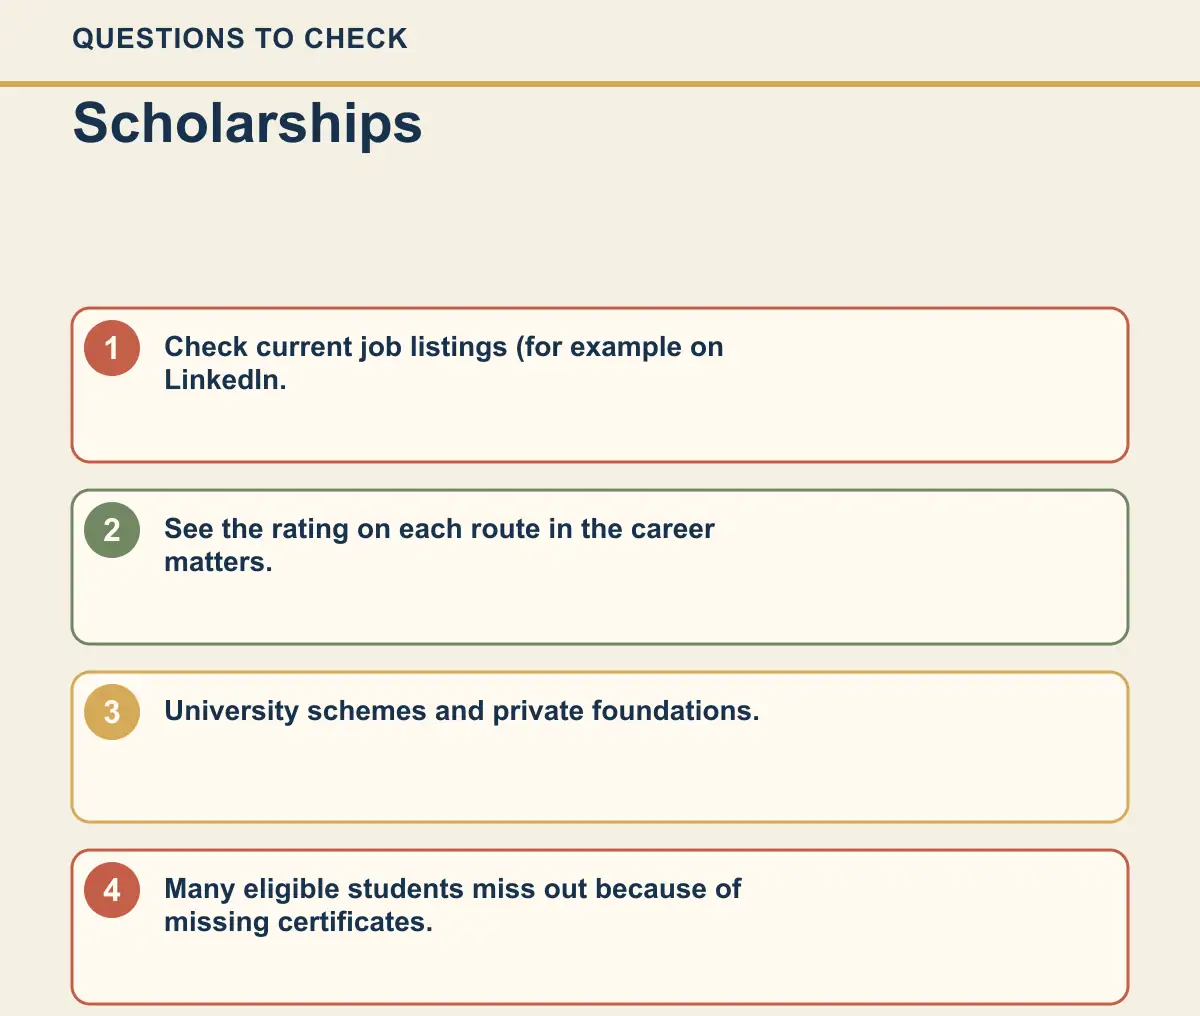 QUESTIONS TO CHECK
Scholarships
1
Check current job listings (for example on
LinkedIn.
2
See the rating on each route in the career
matters.
3
University schemes and private foundations.
4
Many eligible students miss out because of
missing certificates.